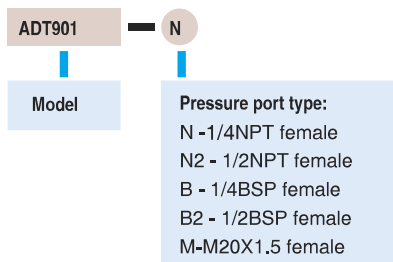 ADT901 — N
Model
Pressure port type:
N -1/4NPT female
N2 - 1/2NPT female
B - 1/4BSP female
B2 - 1/2BSP female
M-M20X1.5 female